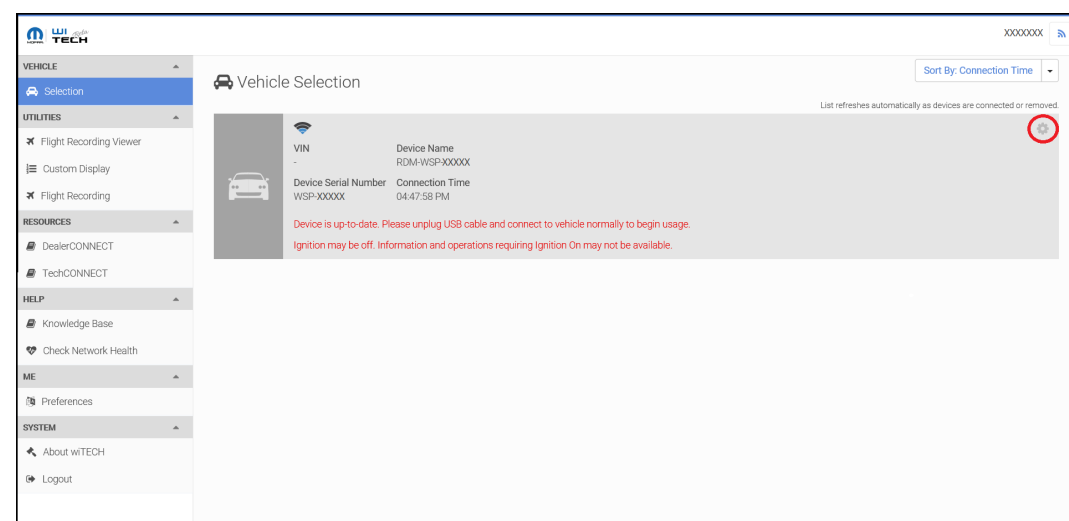 WI
TECH
XXXXXXX
VEHICLE
Selection
UTILITIES
Flight Recording Viewer
Custom Display
Flight Recording
RESOURCES
DealerCONNECT
TechCONNECT
HELP
Knowledge Base
Check Network Health
ME
Preferences
SYSTEM
About wiTECH
Logout
Vehicle Selection
Sort By: Connection Time
List refreshes automatically as devices are connected or removed.
VIN
-
Device Name
RDM-WSP-XXXXX
Device Serial Number
WSP-XXXXX
Connection Time
04:47:58 PM
Device is up-to-date. Please unplug USB cable and connect to vehicle normally to begin usage.
Ignition may be off. Information and operations requiring Ignition On may not be available.